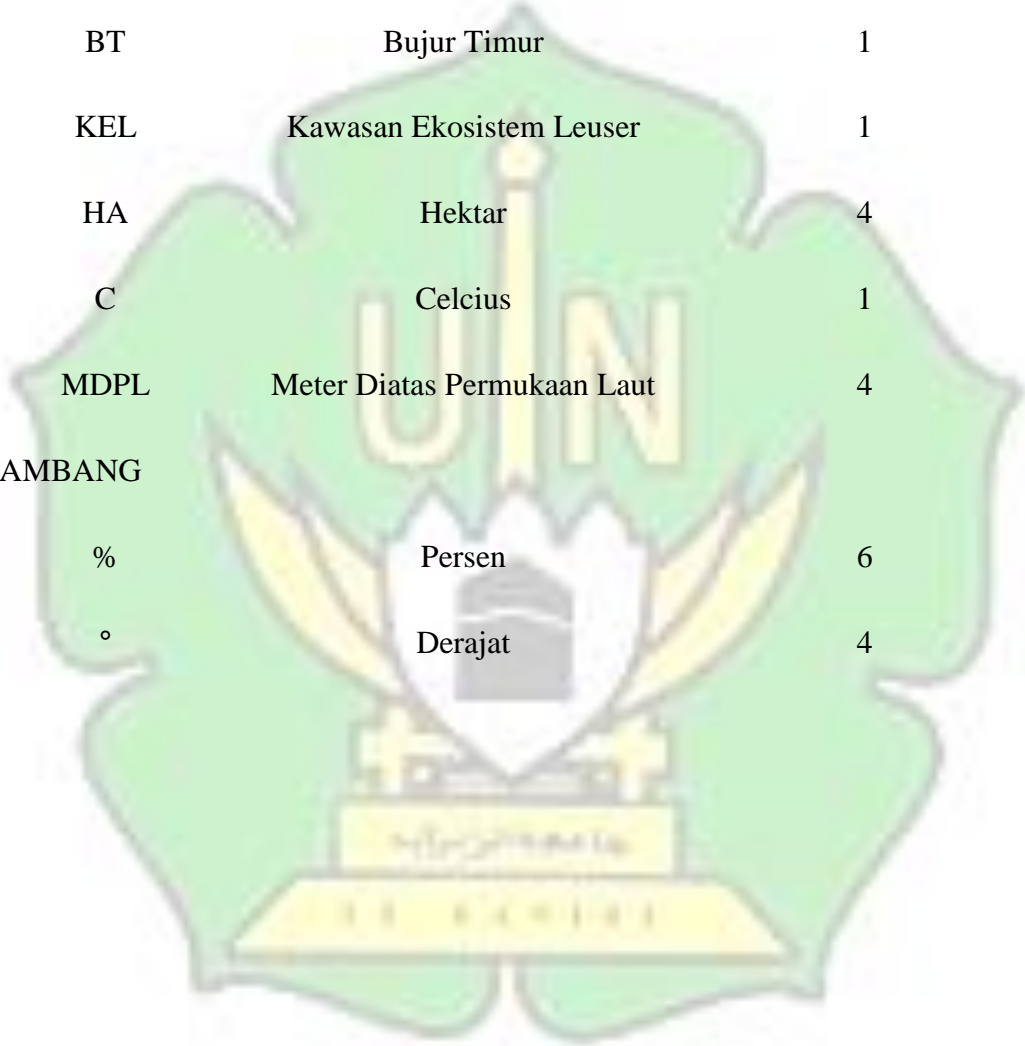 BT Bujur Timur 1
KEL Kawasan Ekosistem Leuser 1
HA Hektar 4
C Celcius 1
MDPL Meter Diatas Permukaan Laut 4
AMBANG
% Persen 6
° Derajat 4
UIN